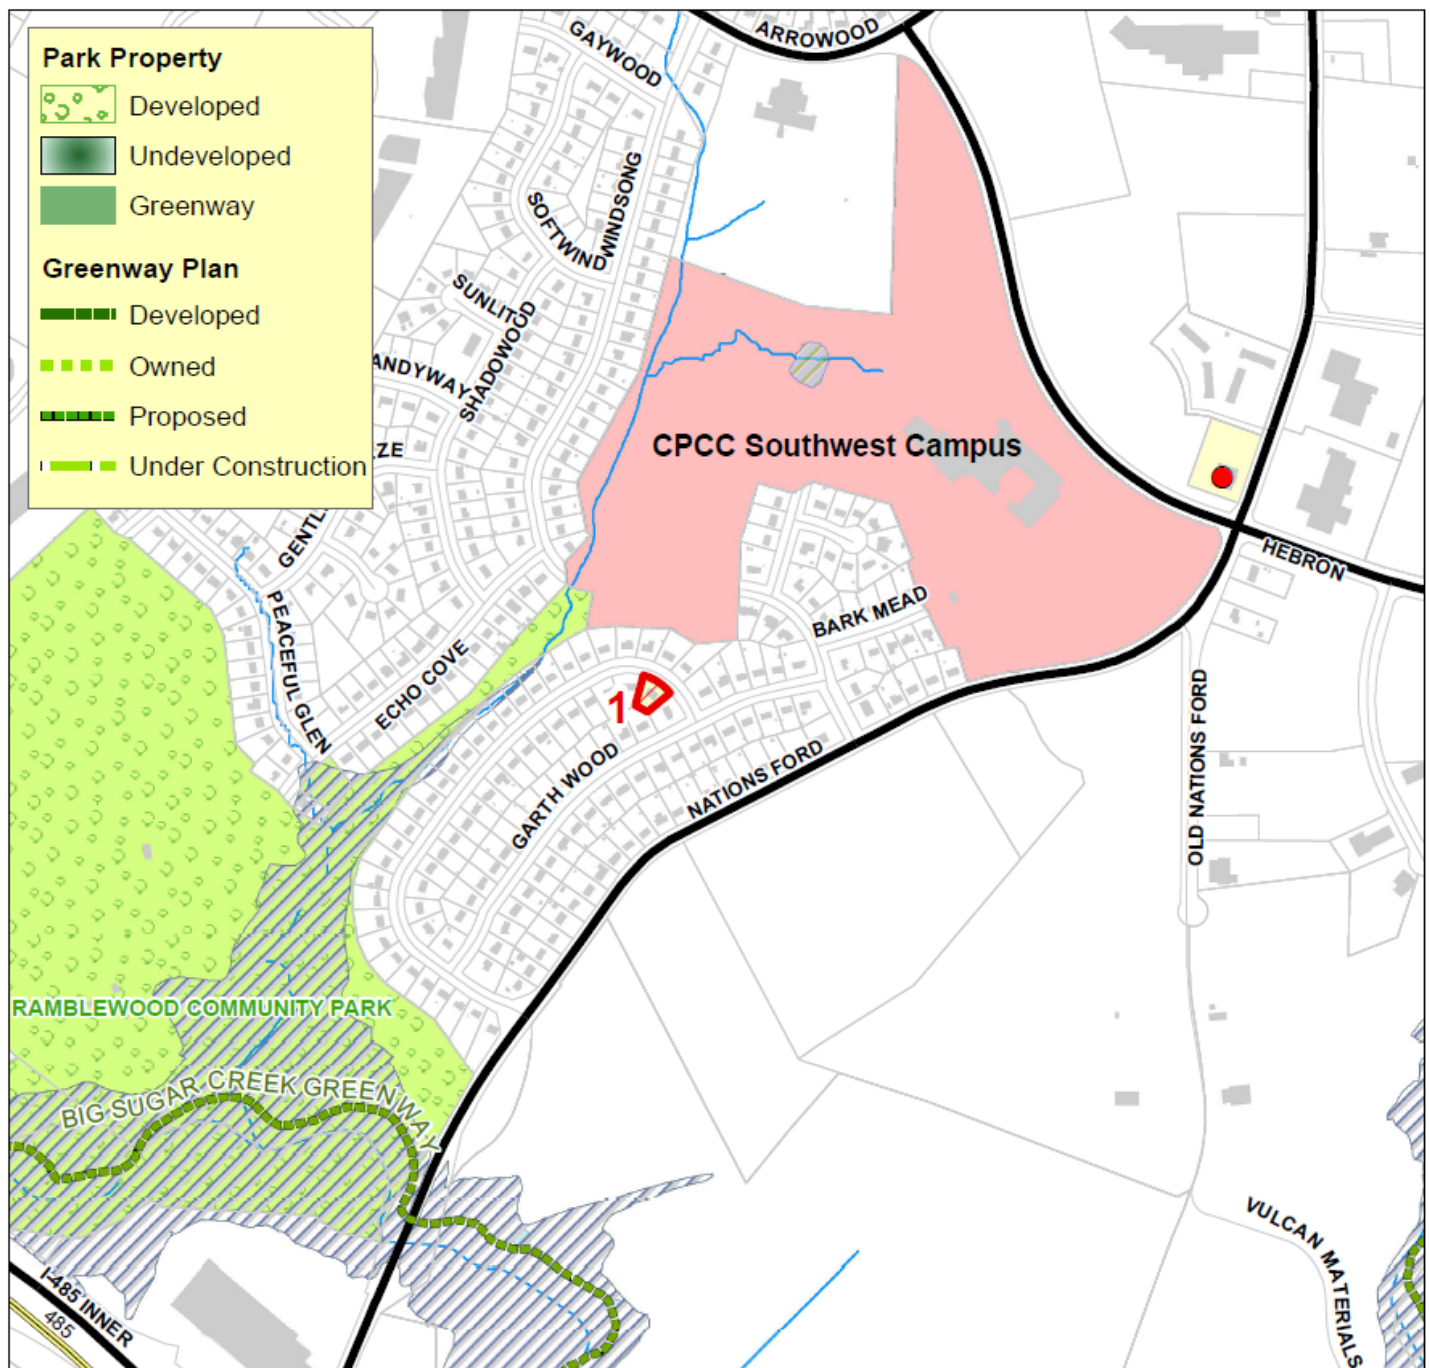 Park Property
Developed
Undeveloped
Greenway
Greenway Plan
Developed
Owned
Proposed
Under Construction
ARROWOOD
GAYWOOD
WINDSONG
SOFTWIND
SUNLIT
SHADOWOOD
ANDYWAY
ZE
GENTL
CPCC Southwest Campus
HEBRON
PEACEFUL GLEN
ECHO COVE
BARK MEAD
1
GARTH WOOD
NATIONS FORD
OLD NATIONS FORD
RAMBLEWOOD COMMUNITY PARK
BIG SUGAR CREEK GREENWAY
VULCAN MATERIALS
I-485 INNER
485